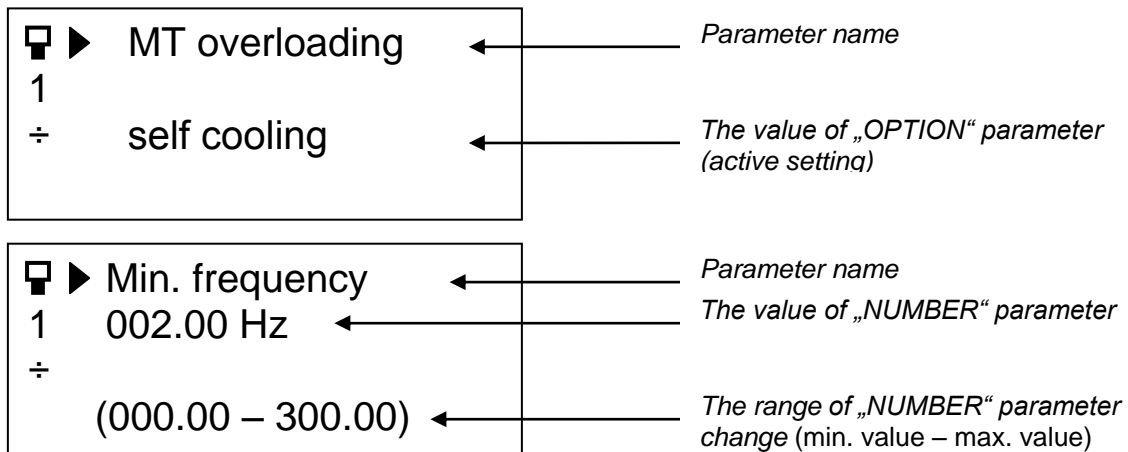 MT overloading
Parameter name
1
÷ self cooling
The value of „OPTION“ parameter
(active setting)
Min. frequency
Parameter name
1 002.00 Hz
The value of „NUMBER“ parameter
÷
(000.00 – 300.00)
The range of „NUMBER“ parameter
change (min. value – max. value)